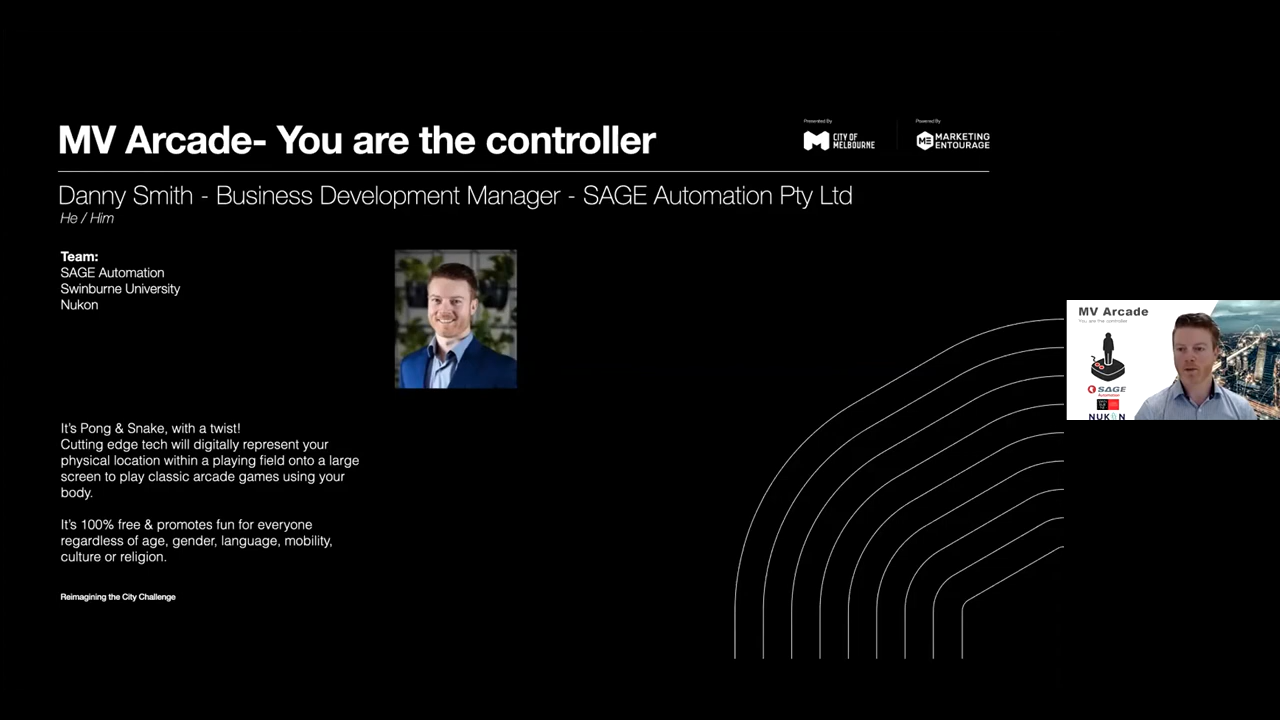 MV Arcade- You are the controller
Presented By
CITY OF
MELBOURNE
Powered By
ME MARKETING
ENTOURAGE
Danny Smith - Business Development Manager - SAGE Automation Pty Ltd
He / Him
Team:
SAGE Automation
Swinburne University
Nukon
It's Pong & Snake, with a twist!
Cutting edge tech will digitally represent your
physical location within a playing field onto a large
screen to play classic arcade games using your
body.
It's 100% free & promotes fun for everyone
regardless of age, gender, language, mobility,
culture or religion.
Reimagining the City Challenge
MV Arcade
You are the controller
SAGE
Automation
NUKON